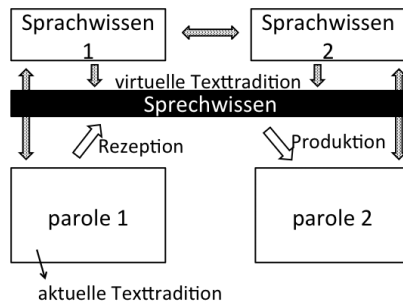 Sprachwissen
1
Sprachwissen
2
virtuelle Texttradition
Sprechwissen
Rezeption
Produktion
parole 1
parole 2
aktuelle Texttradition